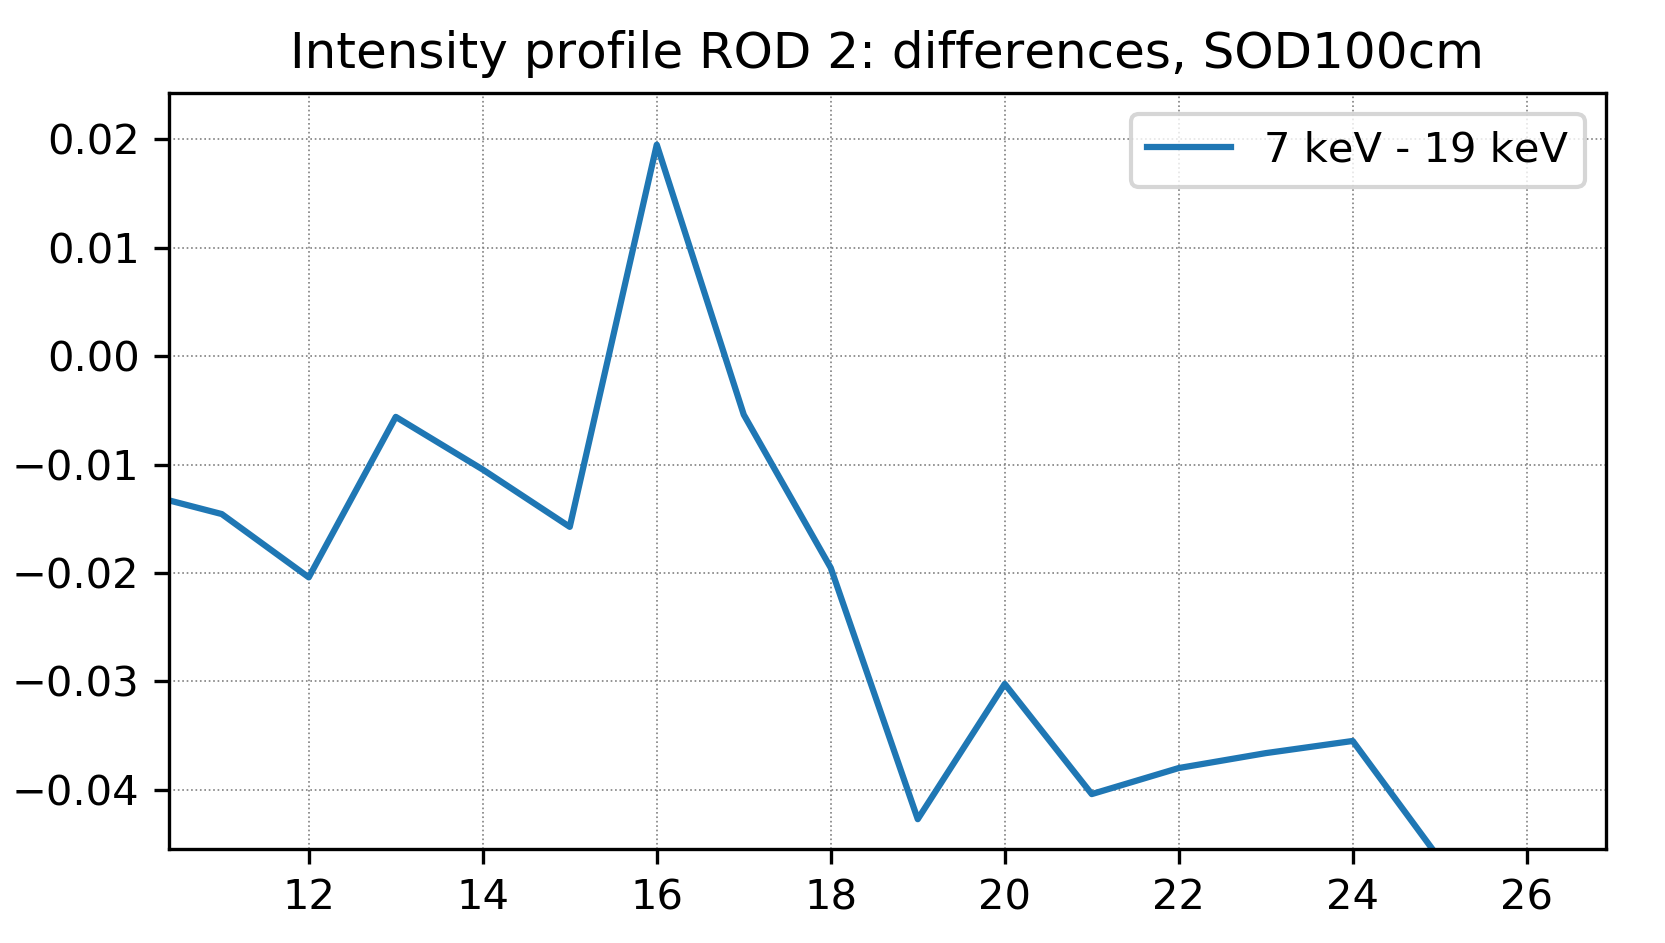 Intensity profile ROD 2: differences, SOD100cm
7 keV - 19 keV
0.02
0.01
0.00
−0.01
−0.02
−0.03
−0.04
12 14 16 18 20 22 24 26